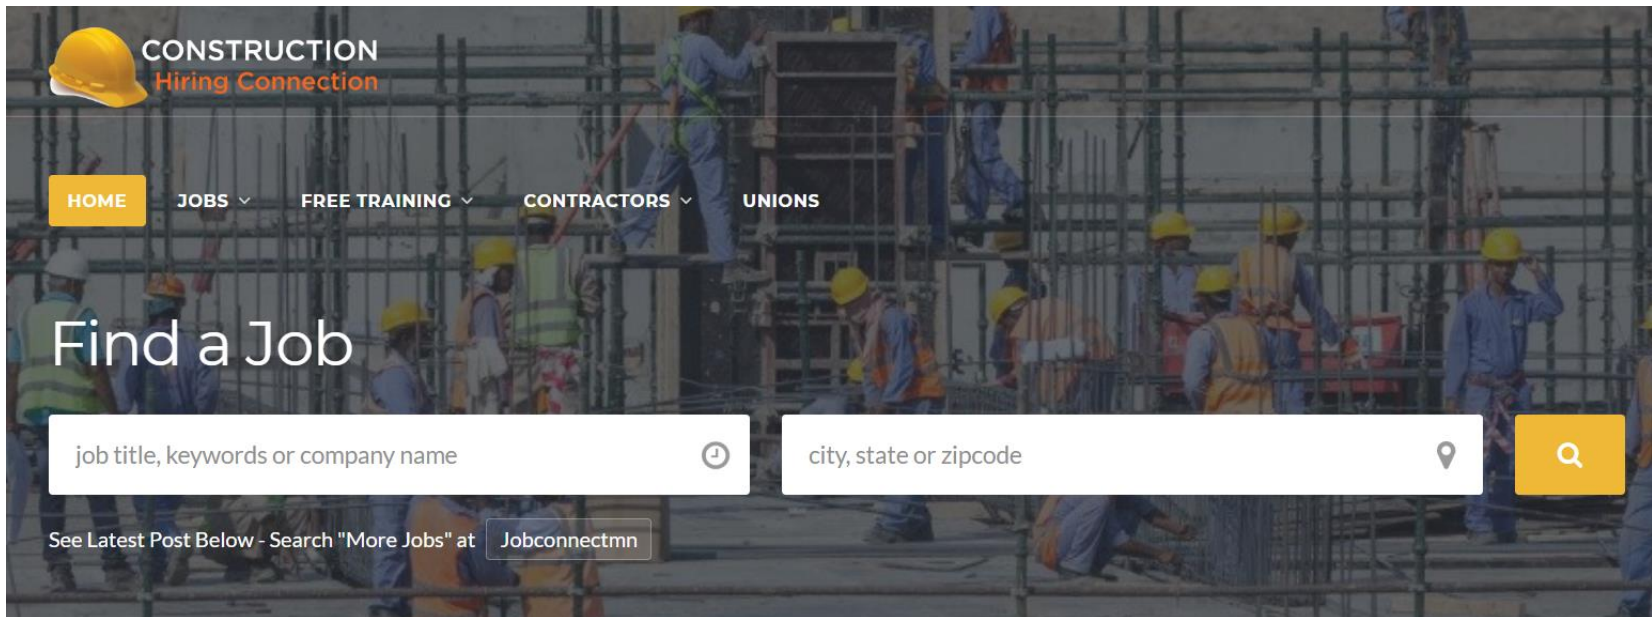 CONSTRUCTION
Hiring Connection
HOME JOBS FREE TRAINING CONTRACTORS UNIONS
Find a Job
job title, keywords or company name city, state or zipcode
See Latest Post Below - Search "More Jobs" at Jobconnectmn